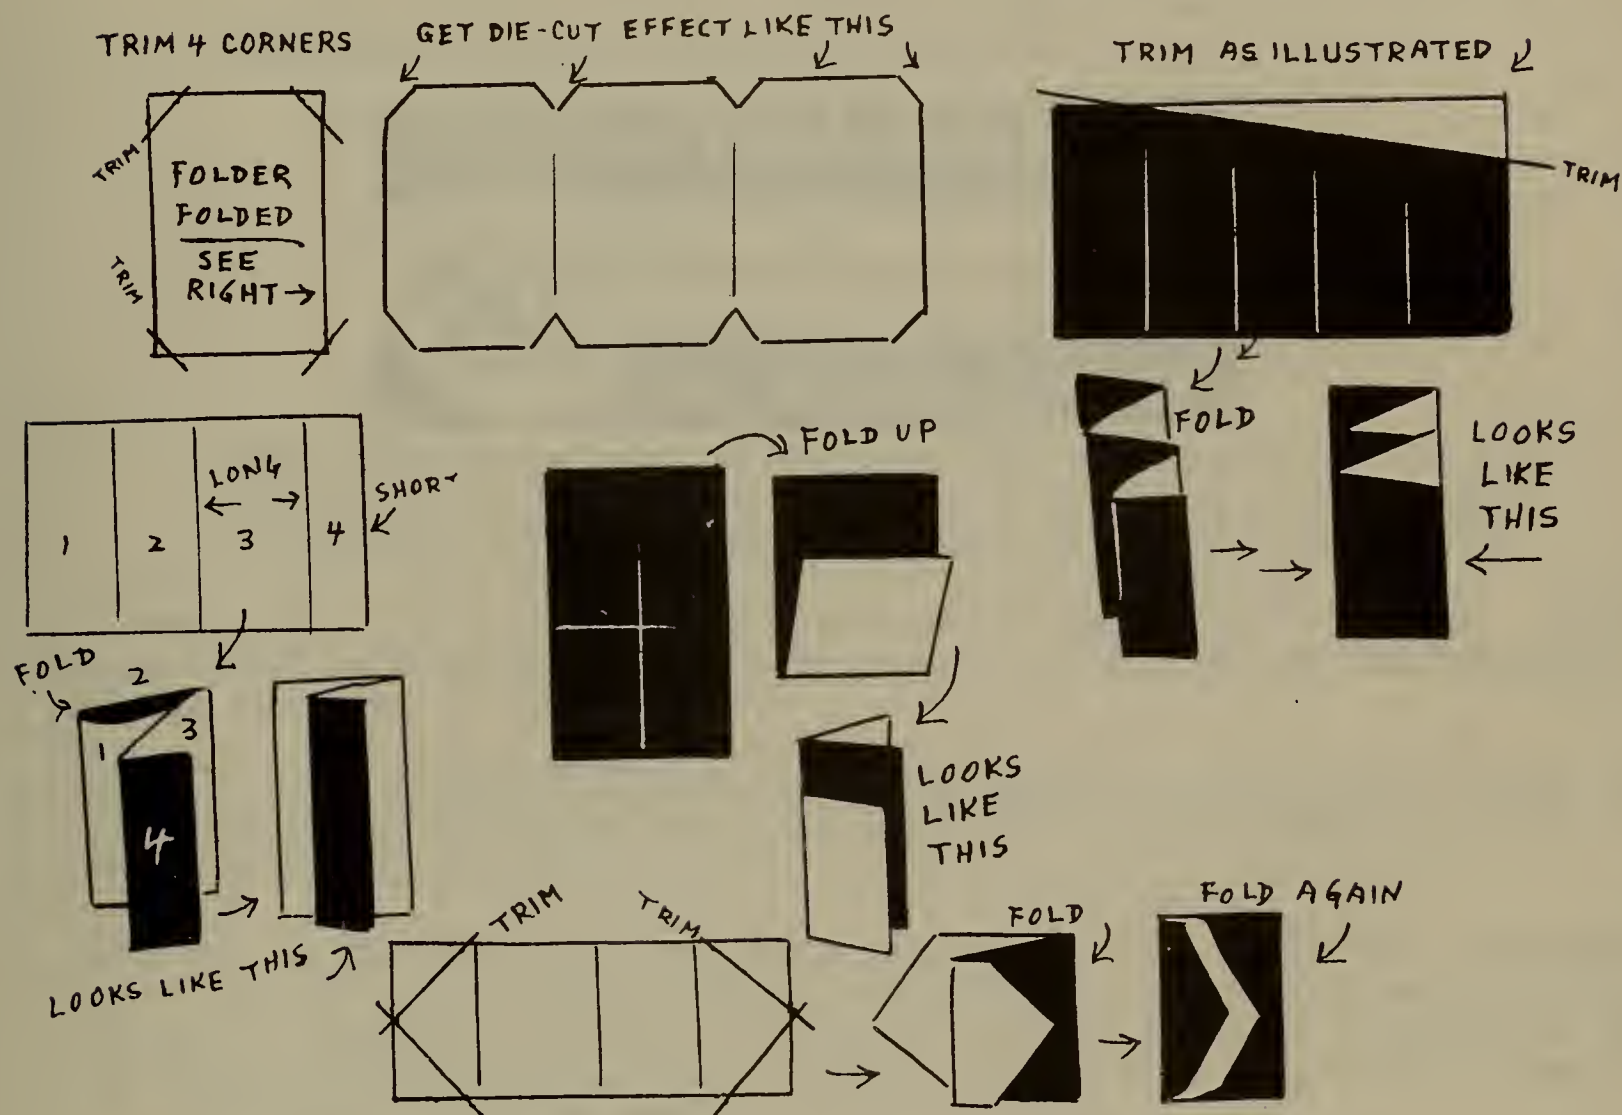 TRIM 4 CORNERS
GET DIE-CUT EFFECT LIKE THIS
TRIM AS ILLUSTRATED
TRIM
TRIM
FOLDER
FOLDED
SEE
RIGHT
TRIM
LONG
SHORT
1 2 3 4
FOLD UP
FOLD
LOOKS
LIKE
THIS
FOLD
2
1 3
4
LOOKS LIKE THIS
LOOKS
LIKE
THIS
TRIM
TRIM
FOLD
FOLD AGAIN